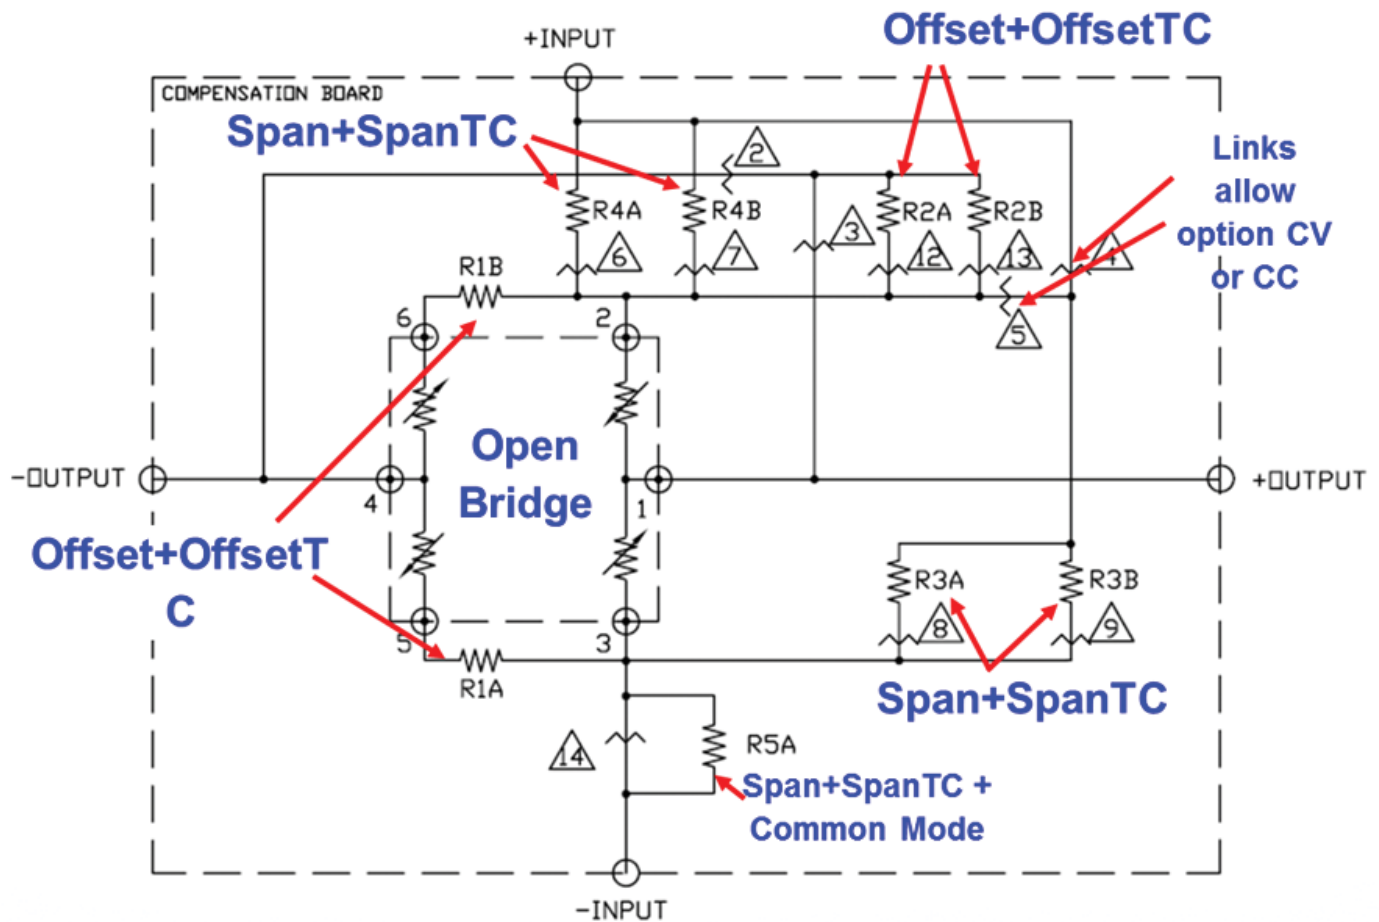 Offset+OffsetTC
+INPUT
COMPENSATION BOARD
Span+SpanTC
2
Links
allow
option CV
or CC
R4A
R4B
R2A
R2B
3
6
7
12
13
4
R1B
5
6
2
Open
Bridge
-OUTPUT
+OUTPUT
4
1
Offset+OffsetT
C
R3A
R3B
8
9
5
3
R1A
Span+SpanTC
14
R5A
Span+SpanTC +
Common Mode
-INPUT